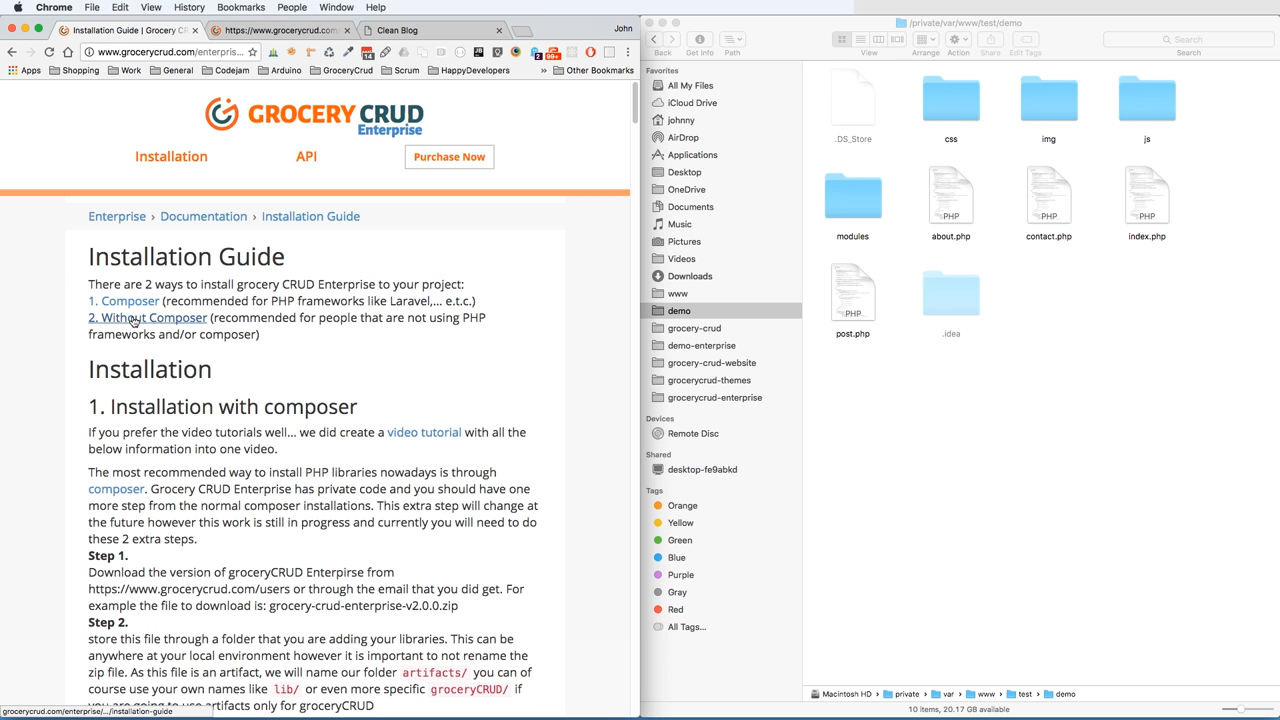 Chrome File Edit View History Bookmarks People Window Help
Installation Guide | Grocery C
https://www.grocerycrud.com/
Clean Blog
John
www.grocerycrud.com/
14
2
99+
Apps Shopping Work General Codejam Arduino GroceryCrud Scrum HappyDevelopers » Other Bookmarks
GROCERY CRUD
Enterprise
Installation API Purchase Now
Enterprise › Documentation › Installation Guide
Installation Guide
There are 2 ways to install grocery CRUD Enterprise to your project:
1. Composer (recommended for PHP frameworks like Laravel,... e.t.c.)
2. Without Composer (recommended for people that are not using PHP
frameworks and/or composer)
Installation
1. Installation with composer
If you prefer the video tutorials well... we did create a video tutorial with all the
below information into one video.
The most recommended way to install PHP libraries nowadays is through
composer. Grocery CRUD Enterprise has private code and you should have one
more step from the normal composer installations. This extra step will change at
the future however this work is still in progress and currently you will need to do
these 2 extra steps.
Step 1.
Download the version of groceryCRUD Enterpirse from
https://www.grocerycrud.com/users or through the email that you did get. For
example the file to download is: grocery-crud-enterprise-v2.0.0.zip
Step 2.
store this file through a folder that you are adding your libraries. This can be
anywhere at your local environment however it is important to not rename the
zip file. As this file is an artifact, we will name our folder artifacts/ you can of
course use your own names like lib/ or even more specific groceryCRUD/ if
you are going to use artifacts only for groceryCRUD
grocerycrud.com/enterprise/.../installation-guide
/private/var/www/test/demo
Back Get Info Path View Arrange Action Share Edit Tags Search
Search
Favorites
All My Files
iCloud Drive
johnny
AirDrop
Applications
Desktop
OneDrive
Documents
Music
Pictures
Videos
Downloads
www
demo
grocery-crud
demo-enterprise
grocery-crud-website
grocerycrud-themes
grocerycrud-enterprise
Devices
Remote Disc
Shared
desktop-fe9abkd
Tags
Orange
Yellow
Green
Blue
Purple
Gray
Red
All Tags...
.DS_Store css img js
PHP PHP PHP
modules about.php contact.php index.php
PHP
post.php .idea
Macintosh HD › private › var › www › test › demo
10 items, 20.17 GB available